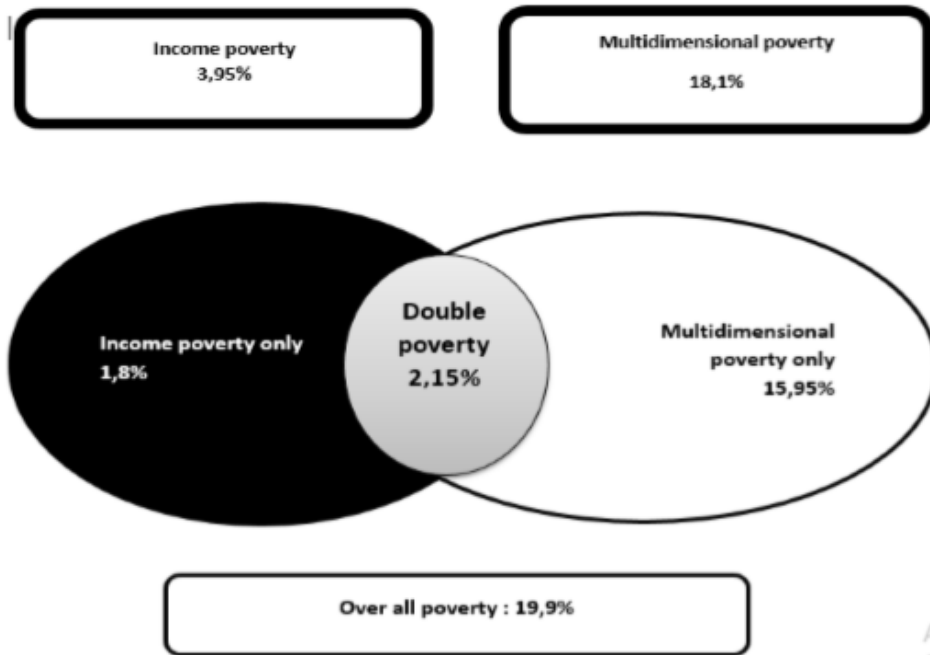 Income poverty
3,95%
Multidimensional poverty
18,1%
Income poverty only
1,8%
Double
poverty
2,15%
Multidimensional
poverty only
15,95%
Over all poverty : 19,9%